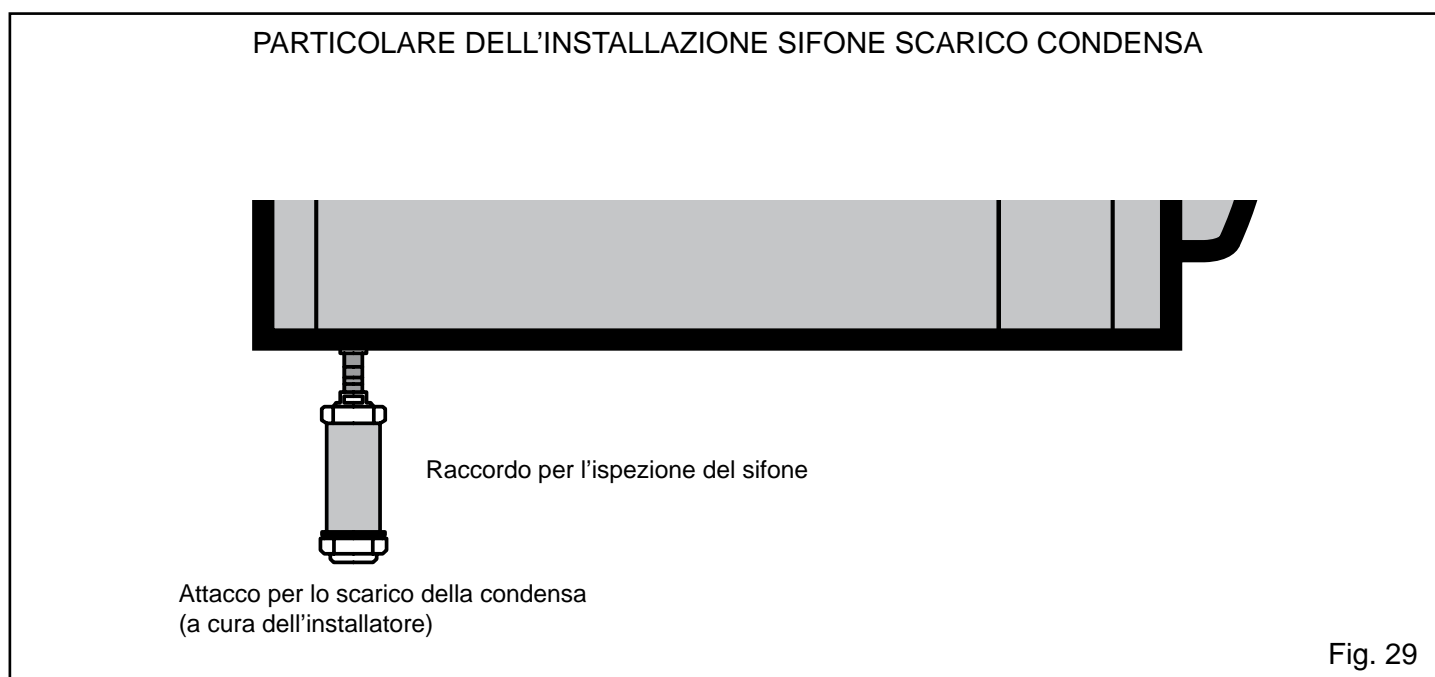 PARTICOLARE DELL’INSTALLAZIONE SIFONE SCARICO CONDENSA
Raccordo per l’ispezione del sifone
Attacco per lo scarico della condensa
(a cura dell’installatore)
Fig. 29